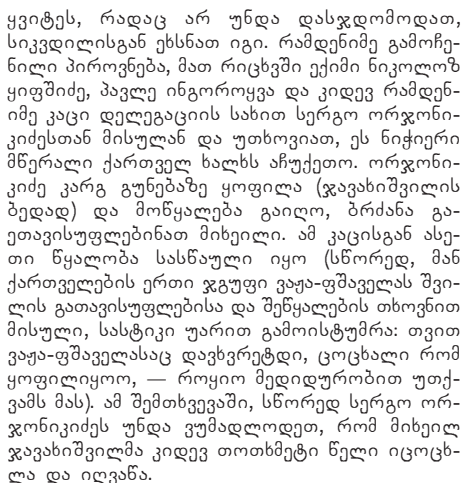 ყვიტეს, რადაც არ უნდა დასჯდომოდათ,
სიკვდილისგან ეხსნათ იგი. რამდენიმე გამოჩე-
ნილი პიროვნება, მათ რიცხვში ექიმი ნიკოლოზ
ყიფშიძე, პავლე ინგოროყვა და კიდევ რამდენ-
იმე კაცი დელეგაციის სახით სერგო ორჯონი-
კიძესთან მისულან და უთხოვიათ, ეს ნიჭიერი
მწერალი ქართველ ხალხს აჩუქეთო. ორჯონი-
კიძე კარგ გუნებაზე ყოფილა (ჯავახიშვილის
ბედად) და მოწყალება გაიღო, ბრძანა გა-
ეთავისუფლებინათ მიხეილი. ამ კაცისგან ასე-
თი წყალობა სასწაული იყო (სწორედ, მან
ქართველების ერთი ჯგუფი ვაჟა-ფშაველას შვი-
ლის გათავისუფლებისა და შეწყალების თხოვნით
მისული, სასტიკი უარით გამოისტუმრა: თვით
ვაჟა-ფშაველასაც დავხვრეტდი, ცოცხალი რომ
ყოფილიყოო, — როყიო მედიდურობით უთქ-
ვამს მას). ამ შემთხვევაში, სწორედ სერგო ორ-
ჯონიკიძეს უნდა ვუმადლოდეთ, რომ მიხეილ
ჯავახიშვილმა კიდევ თოთხმეტი წელი იცოცხ-
ლა და იღვაწა.